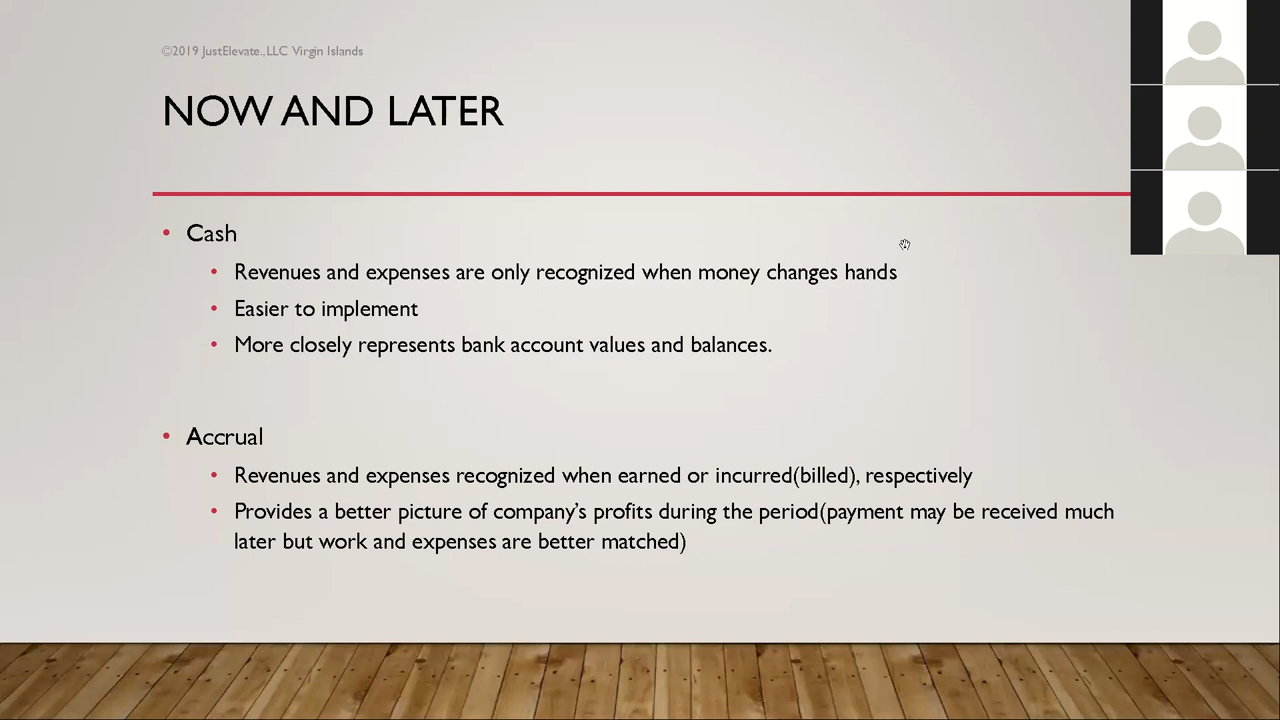 ©2019 JustElevate.,LLC Virgin Islands
NOW AND LATER
• Cash
• Revenues and expenses are only recognized when money changes hands
• Easier to implement
• More closely represents bank account values and balances.
• Accrual
• Revenues and expenses recognized when earned or incurred(billed), respectively
• Provides a better picture of company’s profits during the period(payment may be received much
later but work and expenses are better matched)